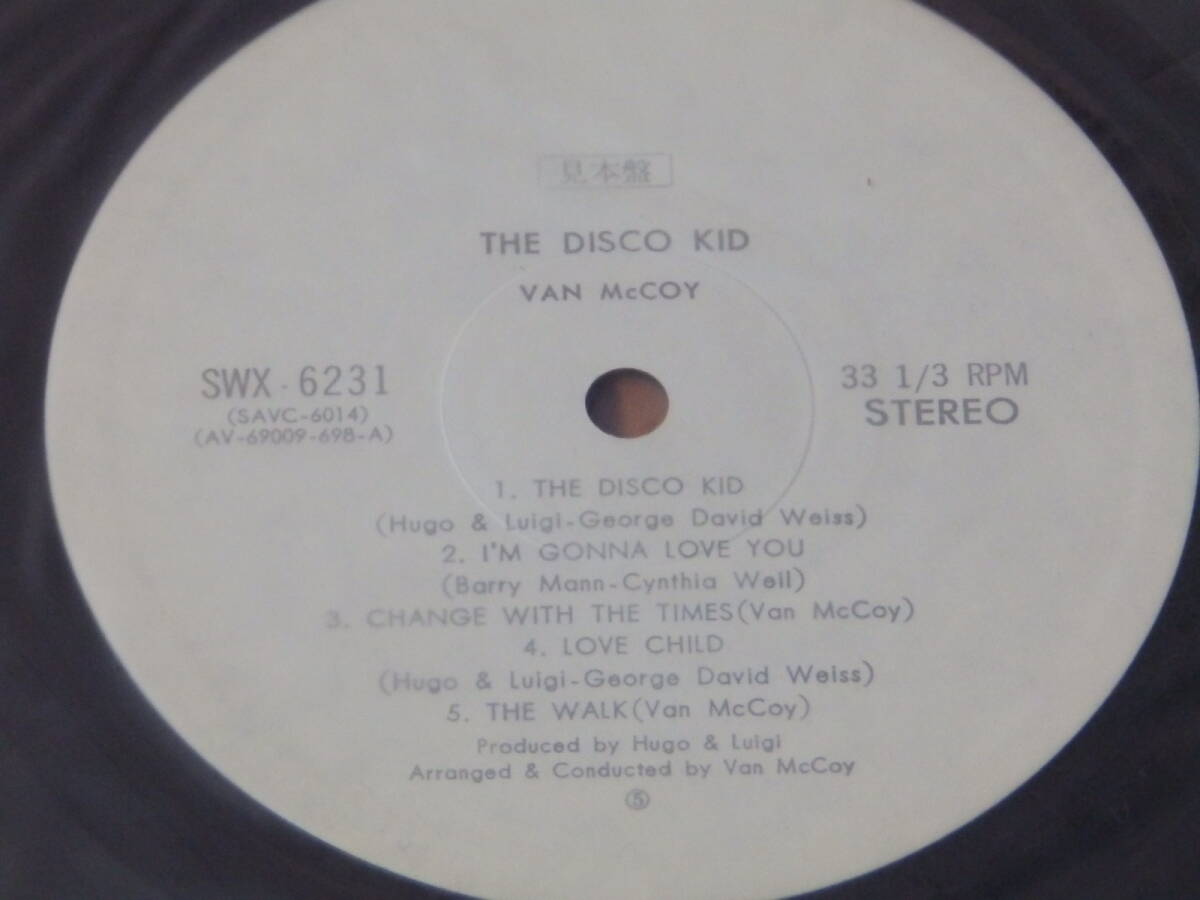 見本盤
THE DISCO KID
VAN McCOY
SWX-6231
(SAVC-6014)
(AV-69009-698-A)
33 1/3 RPM
STEREO
1. THE DISCO KID
(Hugo & Luigi-George David Weiss)
2. I'M GONNA LOVE YOU
(Barry Mann-Cynthia Weil)
3. CHANGE WITH THE TIMES(Van McCoy)
4. LOVE CHILD
(Hugo & Luigi-George David Weiss)
5. THE WALK(Van McCoy)
Produced by Hugo & Luigi
Arranged & Conducted by Van McCoy
⑤